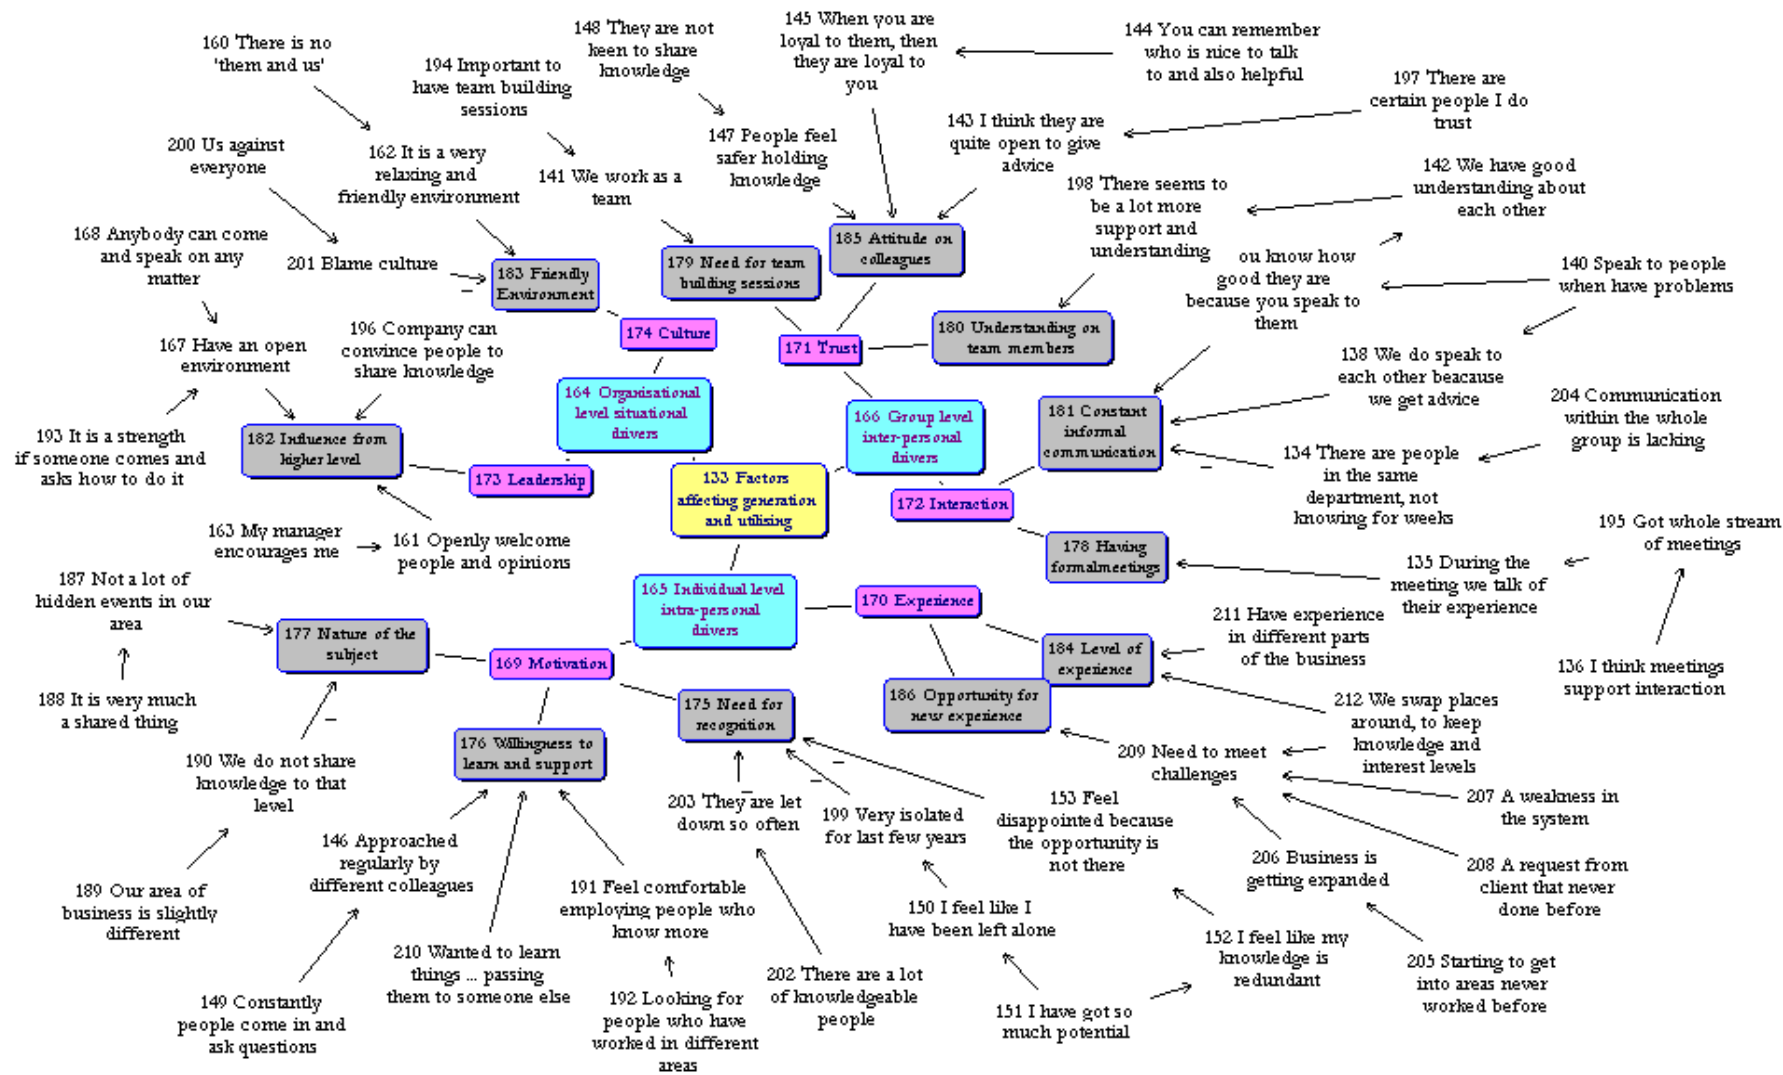 148 They are not
keen to share
knowledge
145 When you are
loyal to them, then
they are loyal to
you
144 You can remember
who is nice to talk
to and also helpful
160 There is no
'them and us'
194 Important to
have team building
sessions
197 There are
certain people I do
trust
147 People feel
safer holding
knowledge
143 I think they are
quite open to give
advice
200 Us against
everyone
162 It is a very
relaxing and
friendly environment
141 We work as a
team
198 There seems to
be a lot more
support and
understanding
142 We have good
understanding about
each other
168 Anybody can come
and speak on any
matter
201 Blame culture
183 Friendly
Environment
179 Need for team
building sessions
185 Attitude on
colleagues
ou know how
good they are
because you speak to
them
140 Speak to people
when have problems
196 Company can
convince people to
share knowledge
167 Have an open
environment
174 Culture
171 Trust
180 Understanding on
team members
138 We do speak to
each other beacause
we get advice
164 Organisational
level situational
drivers
166 Group level
inter-personal
drivers
181 Constant
informal
communication
204 Communication
within the whole
group is lacking
193 It is a strength
if someone comes and
asks how to do it
182 Influence from
higher level
173 Leadership
133 Factors
affecting generation
and utilising
172 Interaction
134 There are people
in the same
department, not
knowing for weeks
163 My manager
encourages me
161 Openly welcome
people and opinions
178 Having
formalmeetings
195 Got whole stream
of meetings
135 During the
meeting we talk of
their experience
187 Not a lot of
hidden events in our
area
165 Individual level
intra-personal
drivers
170 Experience
211 Have experience
in different parts
of the business
177 Nature of the
subject
169 Motivation
184 Level of
experience
136 I think meetings
support interaction
188 It is very much
a shared thing
175 Need for
recognition
186 Opportunity for
new experience
212 We swap places
around, to keep
knowledge and
interest levels
176 Willingness to
learn and support
190 We do not share
knowledge to that
level
209 Need to meet
challenges
203 They are let
down so often
199 Very isolated
for last few years
153 Feel
disappointed because
the opportunity is
not there
207 A weakness in
the system
146 Approached
regularly by
different colleagues
206 Business is
getting expanded
208 A request from
client that never
done before
189 Our area of
business is slightly
different
191 Feel comfortable
employing people who
know more
150 I feel like I
have been left alone
152 I feel like my
knowledge is
redundant
210 Wanted to learn
things ... passing
them to someone else
202 There are a lot
of knowledgeable
people
205 Starting to get
into areas never
worked before
149 Constantly
people come in and
ask questions
192 Looking for
people who have
worked in different
areas
151 I have got so
much potential